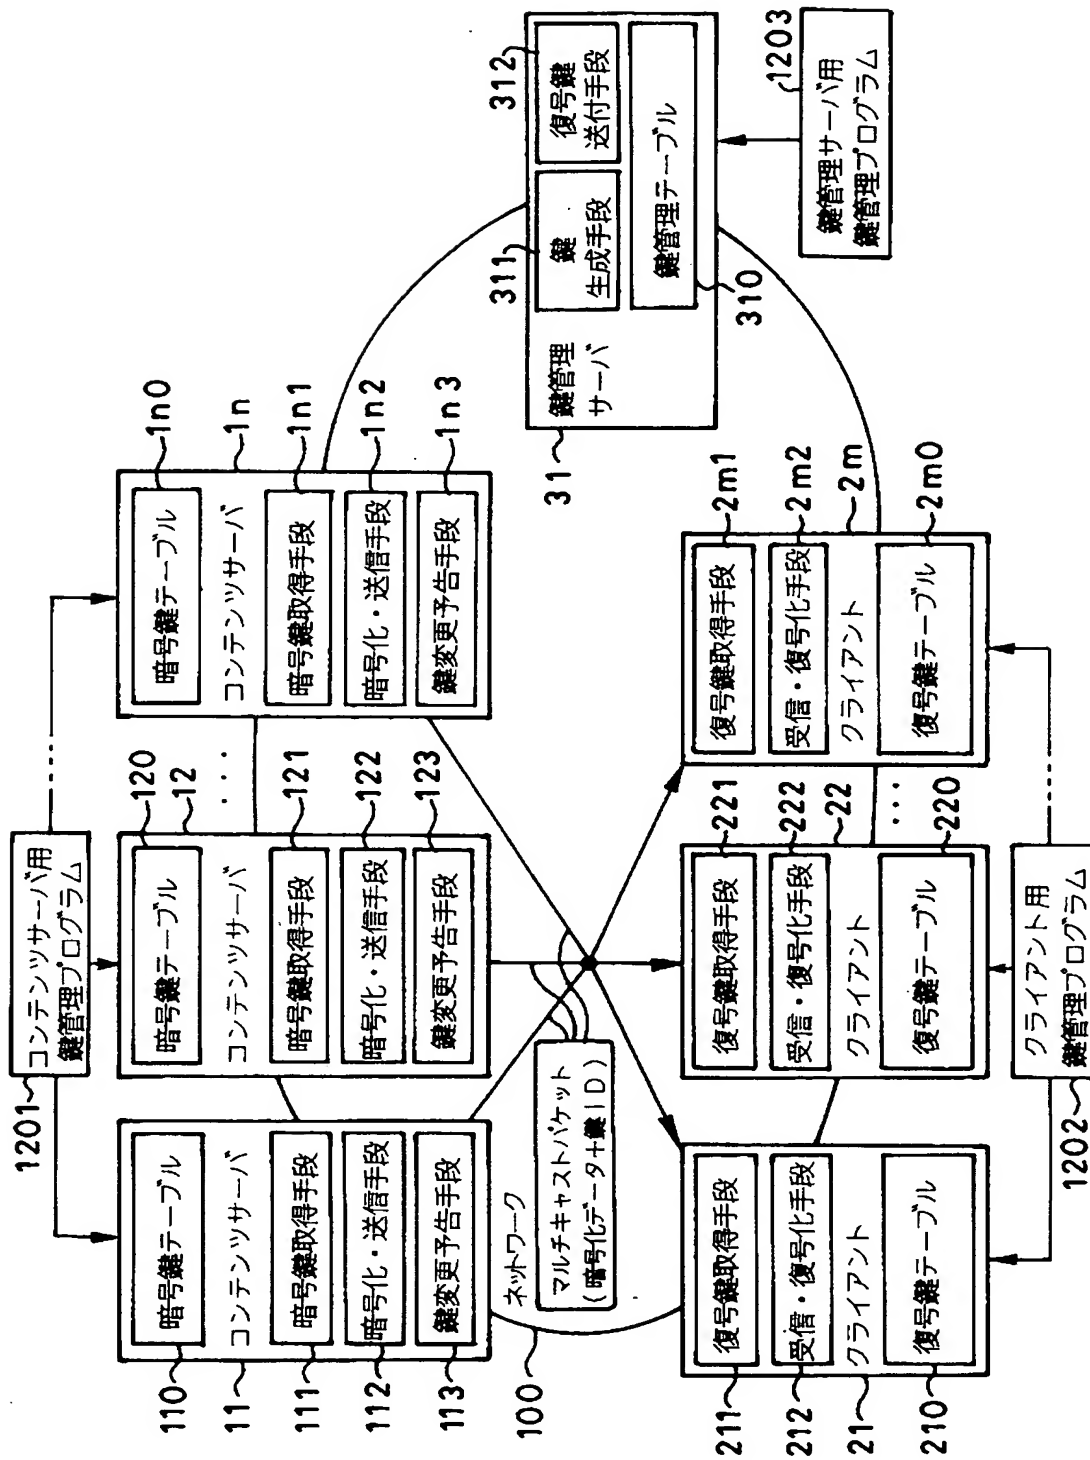 1201
コンテンツサーバ用
鍵管理プログラム
110
暗号鍵テーブル
11
コンテンツサーバ
111
暗号鍵取得手段
112
暗号化・送信手段
113
鍵変更予告手段
120
暗号鍵テーブル
12
コンテンツサーバ
121
暗号鍵取得手段
122
暗号化・送信手段
123
鍵変更予告手段
・・・
1n0
暗号鍵テーブル
1n
コンテンツサーバ
1n1
暗号鍵取得手段
1n2
暗号化・送信手段
1n3
鍵変更予告手段
100
ネットワーク
マルチキャストパケット
(暗号化データ+鍵ID)
31
鍵管理
サーバ
311
鍵
生成手段
312
復号鍵
送付手段
鍵管理テーブル
310
1203
鍵管理サーバ用
鍵管理プログラム
211
復号鍵取得手段
212
受信・復号化手段
21
クライアント
210
復号鍵テーブル
221
復号鍵取得手段
222
受信・復号化手段
22
クライアント
220
復号鍵テーブル
・・・
2m1
復号鍵取得手段
2m2
受信・復号化手段
2m
クライアント
2m0
復号鍵テーブル
1202
クライアント用
鍵管理プログラム